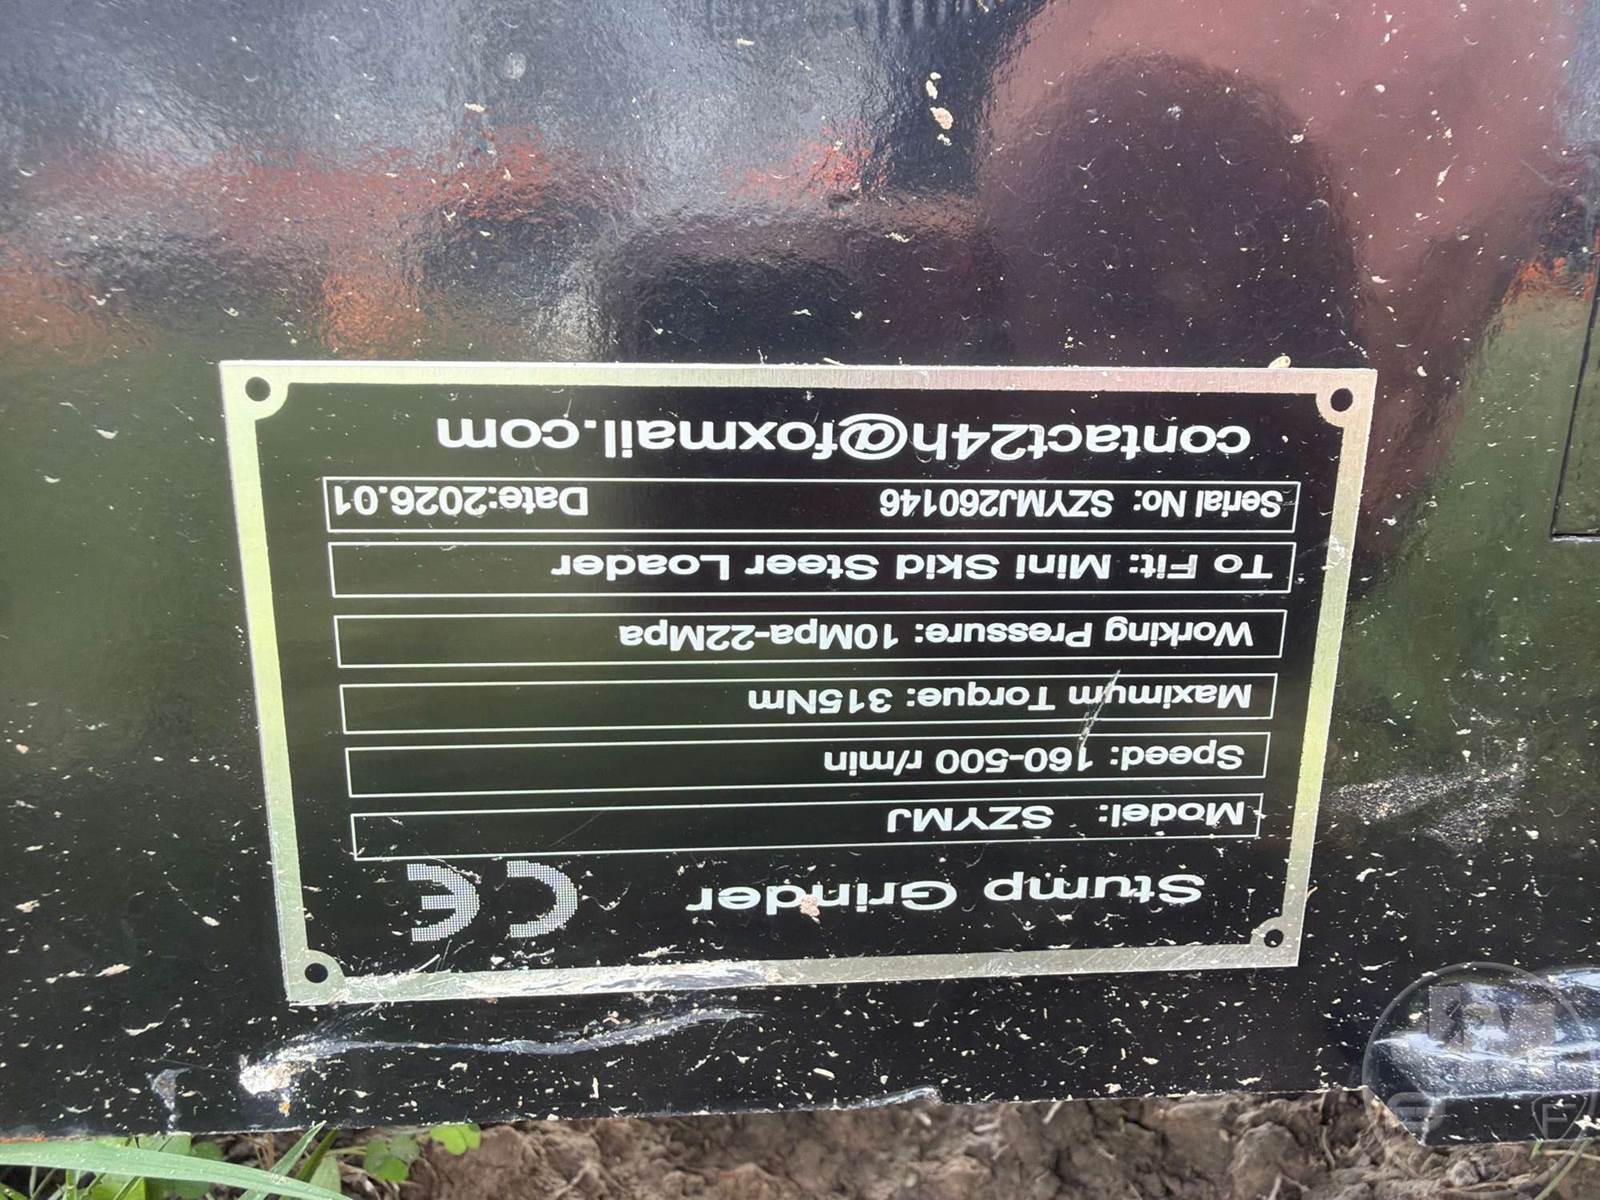 Stump Grinder CE
Model: SZYMJ
Speed: 160-500 r/min
Maximum Torque: 315Nm
Working Pressure: 10Mpa-22Mpa
To Fit: Mini Skid Steer Loader
Serial No: SZYMJ260146 Date:2026.01
contact24h@foxmail.com